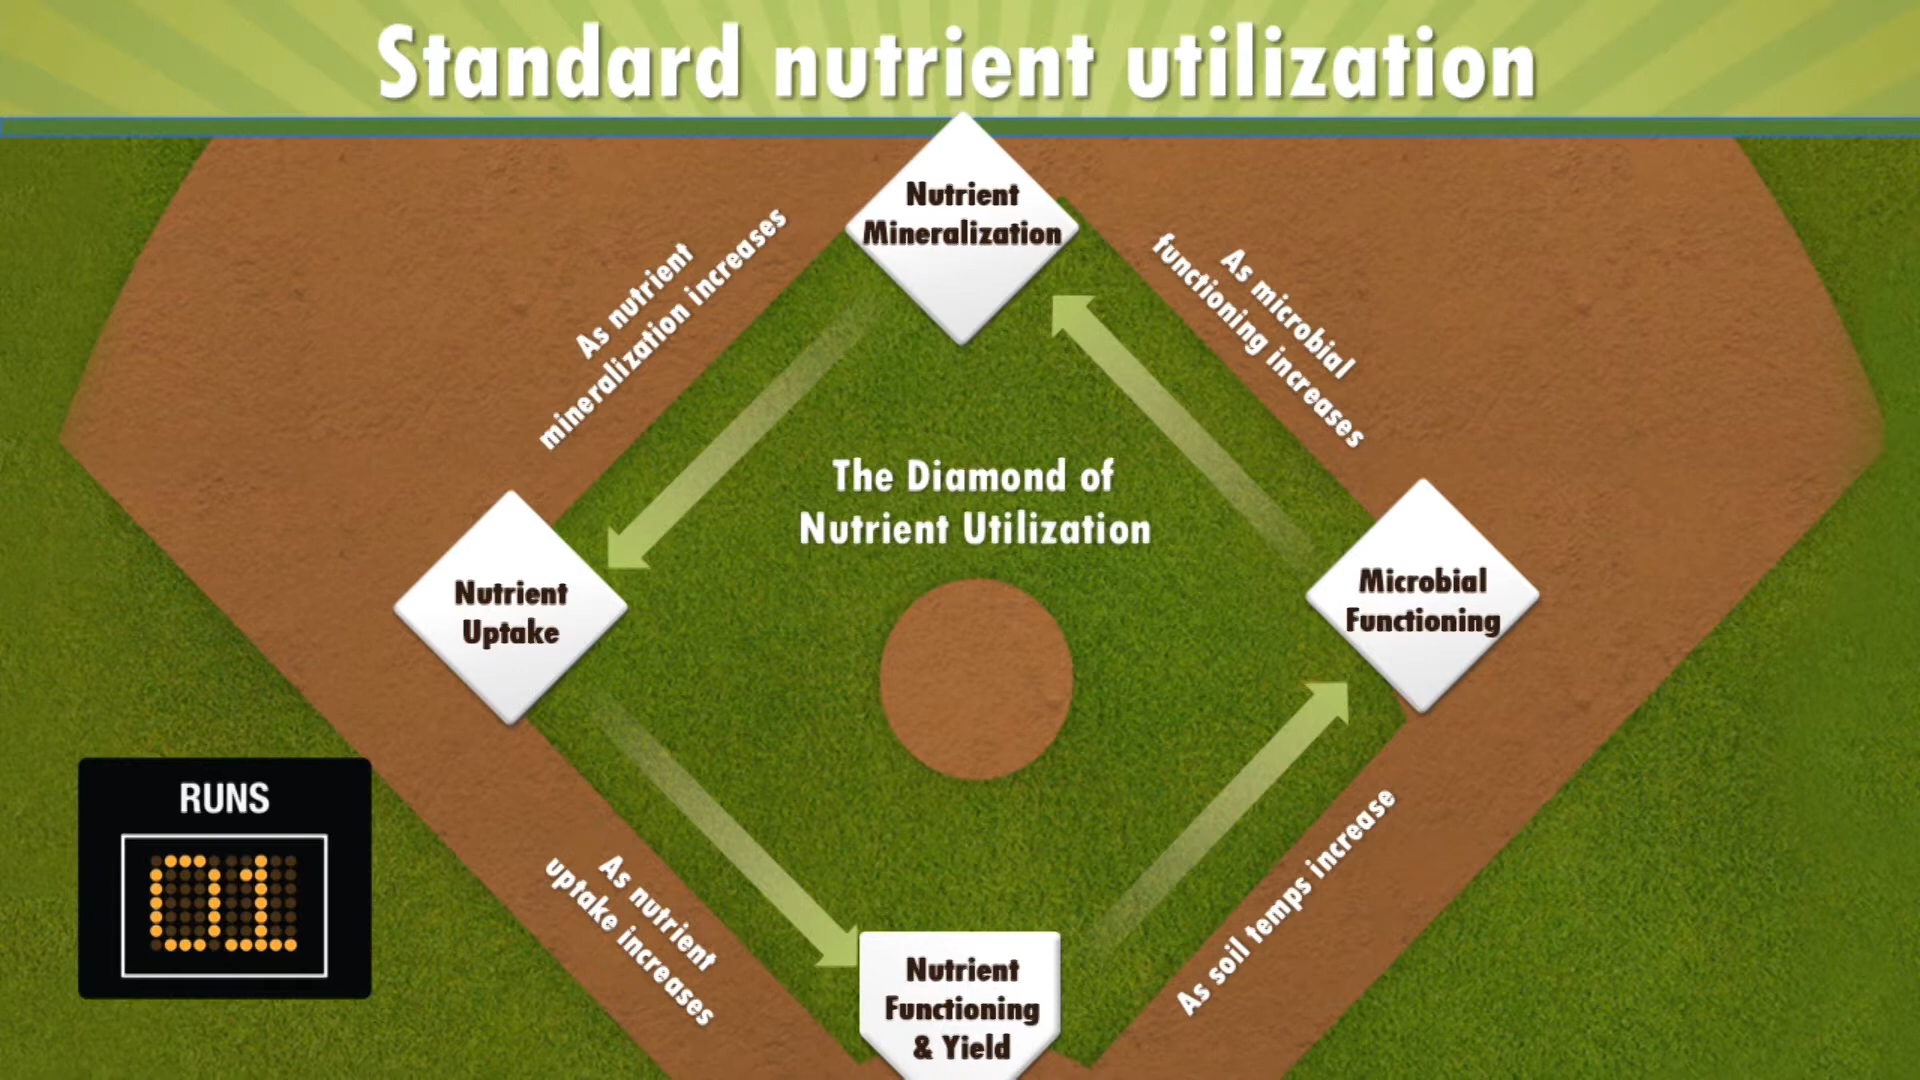 Standard nutrient utilization
Nutrient
Mineralization
As nutrient
mineralization increases
As microbial
functioning increases
The Diamond of
Nutrient Utilization
Nutrient
Uptake
Microbial
Functioning
RUNS
01
As nutrient
uptake increases
As soil temps increase
Nutrient
Functioning
& Yield